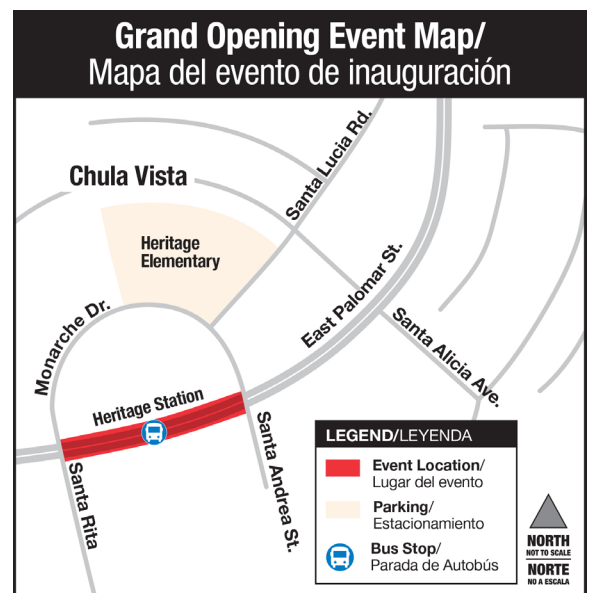 Grand Opening Event Map/
Mapa del evento de inauguración
Santa Lucia Rd.
Chula Vista
Heritage
Elementary
East Palomar St.
Monarche Dr.
Santa Alicia Ave.
Heritage Station
Santa Andrea St.
Santa Rita
LEGEND/LEYENDA
Event Location/
Lugar del evento
Parking/
Estacionamiento
Bus Stop/
Parada de Autobús
NORTH
NOT TO SCALE
NORTE
NO A ESCALA